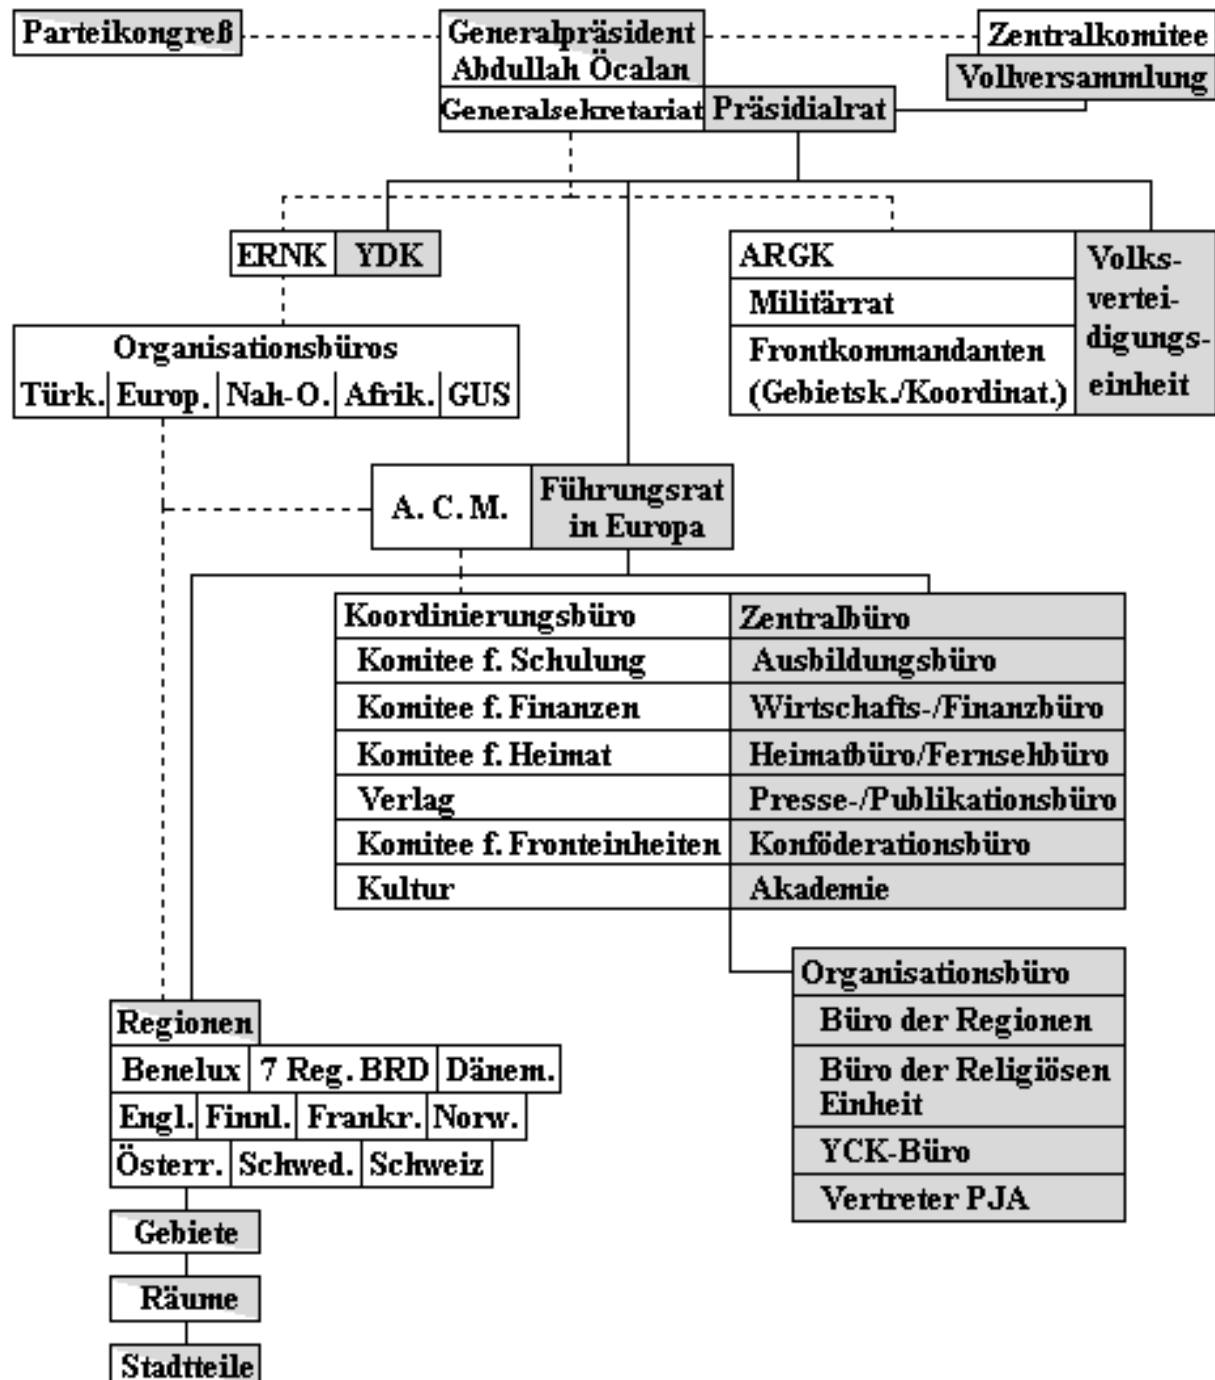 Parteikongreß
Generalpräsident
Abdullah Öcalan
Zentralkomitee
Vollversammlung
Generalsekretariat
Präsidialrat
ERNK
YDK
ARGK
Militärrat
Frontkommandanten
(Gebietsk./Koordinat.)
Volks-
vertei-
digungs-
einheit
Organisationsbüros
Türk. Europ. Nah-O. Afrik. GUS
A. C. M.
Führungsrat
in Europa
Koordinierungsbüro
Zentralbüro
Komitee f. Schulung
Ausbildungsbüro
Komitee f. Finanzen
Wirtschafts-/Finanzbüro
Komitee f. Heimat
Heimatbüro/Fernsehbüro
Verlag
Presse-/Publikationsbüro
Komitee f. Fronteinheiten
Konföderationsbüro
Kultur
Akademie
Organisationsbüro
Büro der Regionen
Büro der Religiösen
Einheit
YCK-Büro
Vertreter PJA
Regionen
Benelux 7 Reg. BRD Dänem.
Engl. Finnl. Frankr. Norw.
Österr. Schwed. Schweiz
Gebiete
Räume
Stadtteile